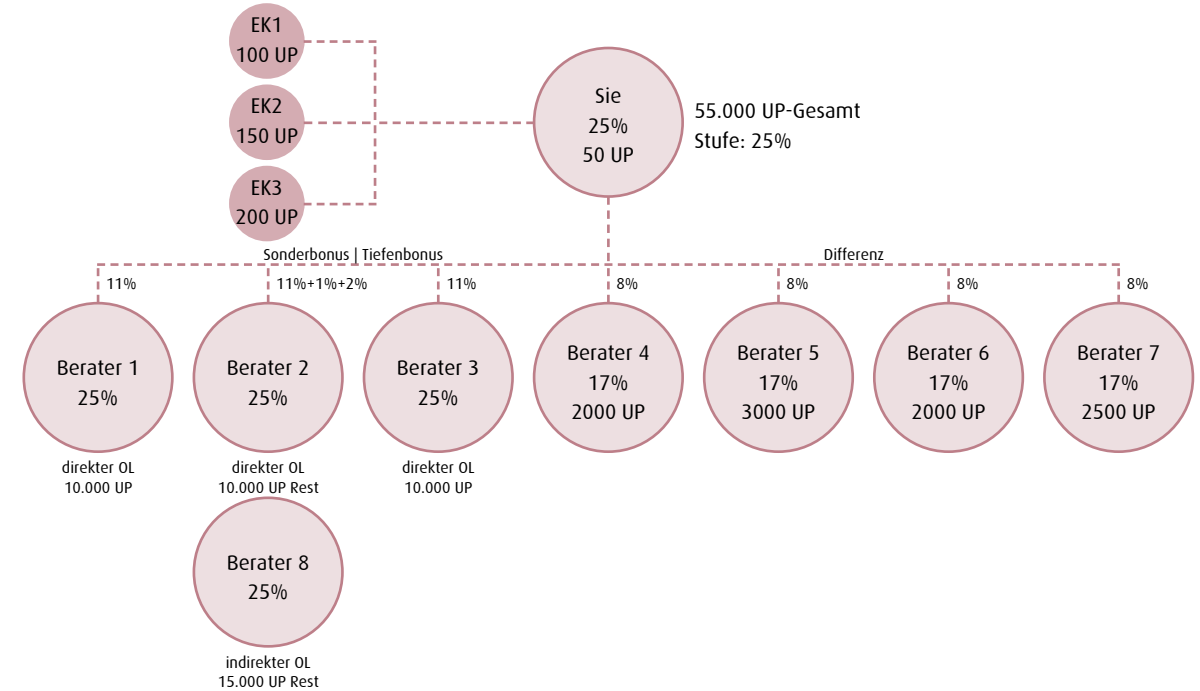 EK1
100 UP
EK2
150 UP
EK3
200 UP
Sie
25%
50 UP
55.000 UP-Gesamt
Stufe: 25%
Sonderbonus | Tiefenbonus
Differenz
11%
11%+1%+2%
11%
8%
8%
8%
8%
Berater 1
25%
direkter OL
10.000 UP
Berater 2
25%
direkter OL
10.000 UP Rest
Berater 3
25%
direkter OL
10.000 UP
Berater 4
17%
2000 UP
Berater 5
17%
3000 UP
Berater 6
17%
2000 UP
Berater 7
17%
2500 UP
Berater 8
25%
indirekter OL
15.000 UP Rest